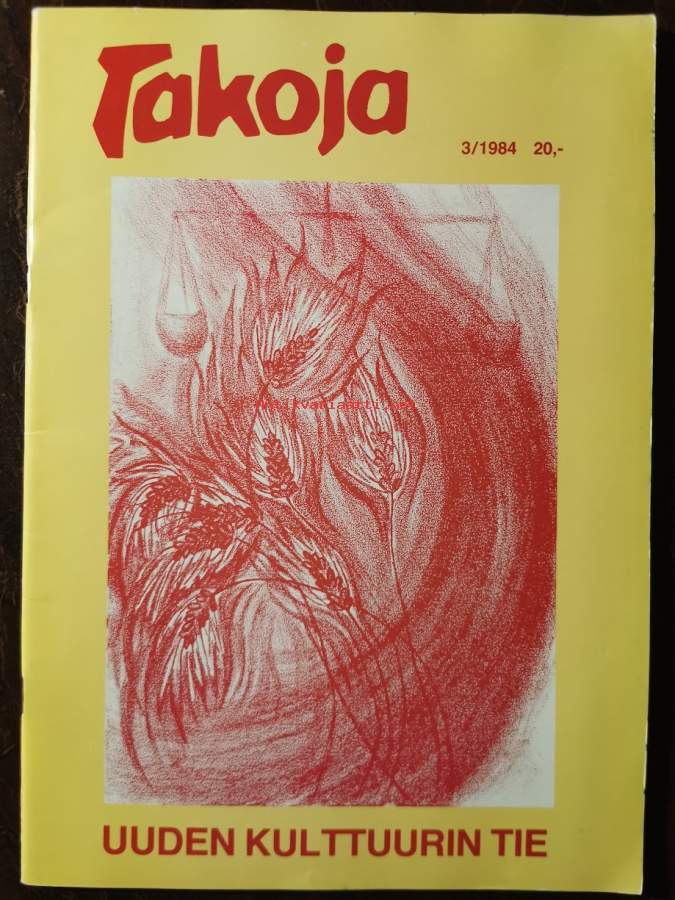 Takoja
3/1984 20,-
UUDEN KULTTUURIN TIE